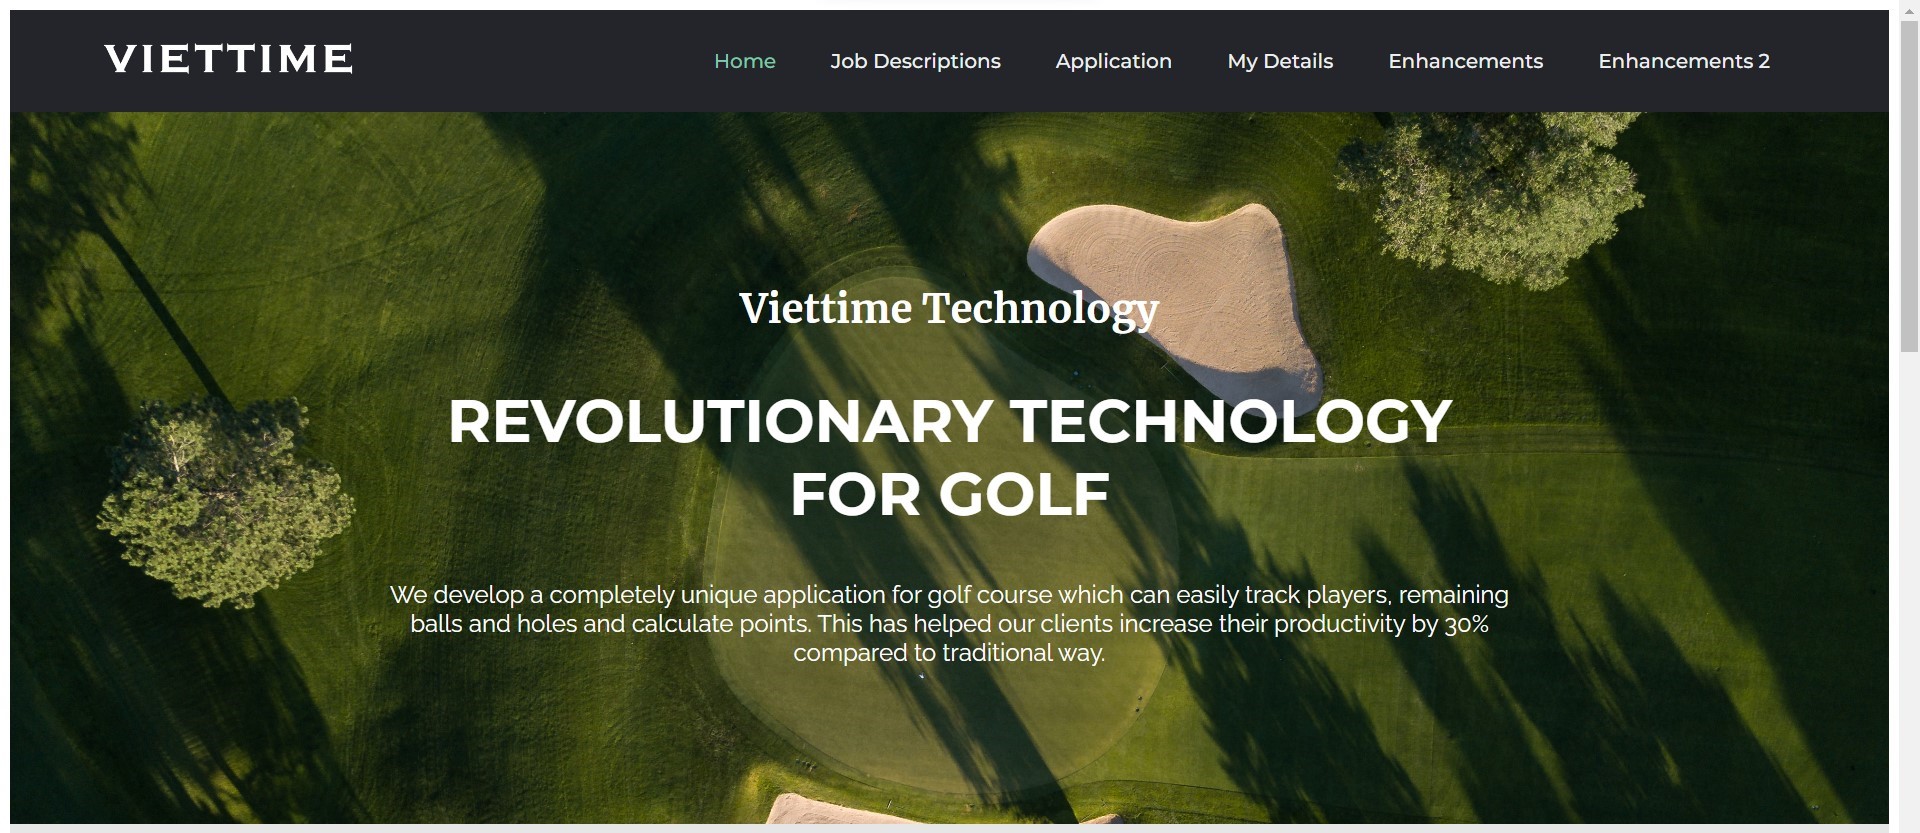 VIETTIME
Home Job Descriptions Application My Details Enhancements Enhancements 2
Viettime Technology
REVOLUTIONARY TECHNOLOGY
FOR GOLF
We develop a completely unique application for golf course which can easily track players, remaining
balls and holes and calculate points. This has helped our clients increase their productivity by 30%
compared to traditional way.